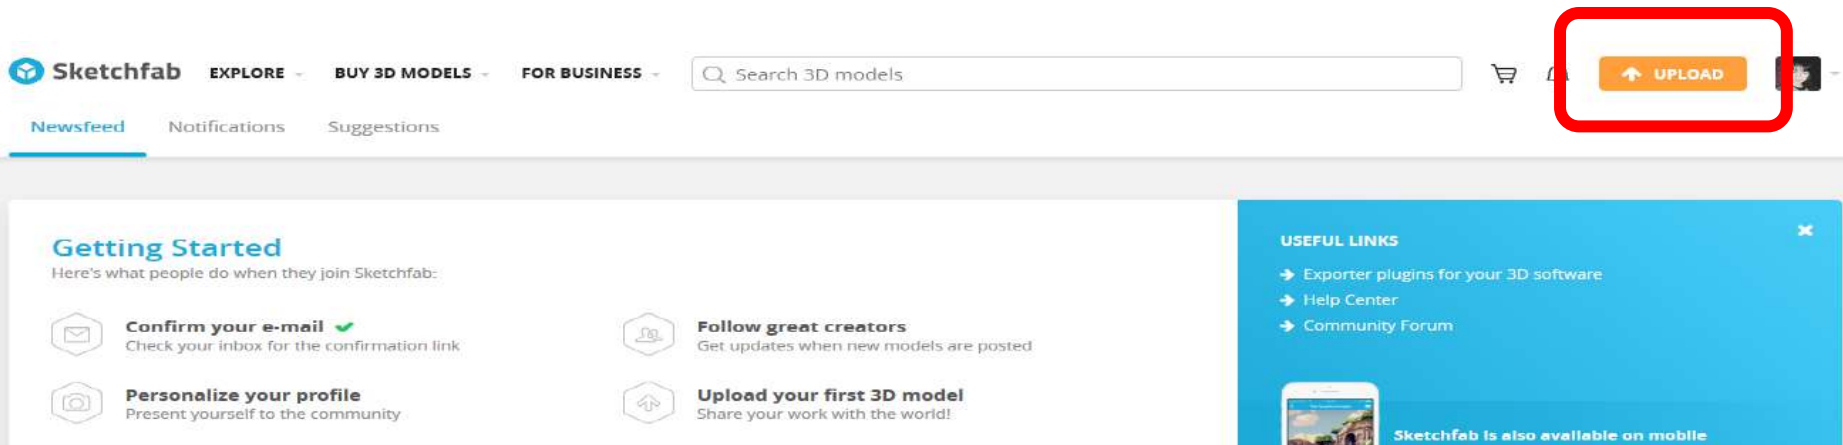 Sketchfab EXPLORE BUY 3D MODELS FOR BUSINESS Search 3D models UPLOAD
Newsfeed Notifications Suggestions
Getting Started
Here's what people do when they join Sketchfab:
Confirm your e-mail
Check your inbox for the confirmation link
Follow great creators
Get updates when new models are posted
Personalize your profile
Present yourself to the community
Upload your first 3D model
Share your work with the world!
USEFUL LINKS
Exporter plugins for your 3D software
Help Center
Community Forum
Sketchfab is also available on mobile